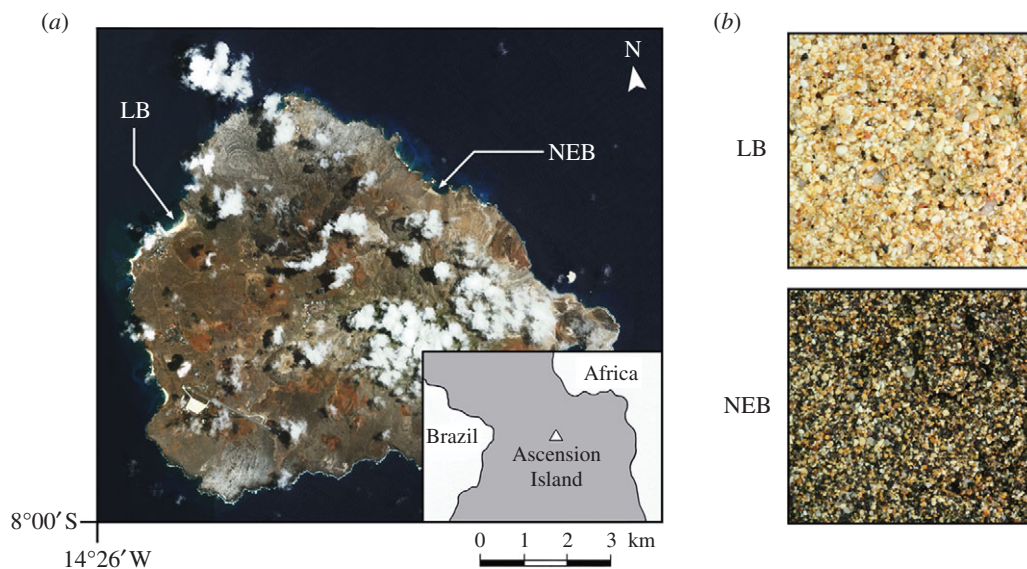 (a)
N
LB
NEB
Africa
Brazil
Ascension
Island
8°00′ S
14°26′ W
0 1 2 3 km
(b)
LB
NEB